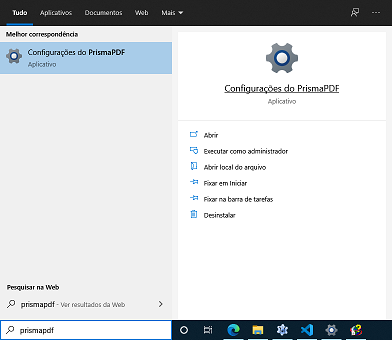 Tudo Aplicativos Documentos Web Mais
Melhor correspondência
Configurações do PrismaPDF
Aplicativo
Configurações do PrismaPDF
Aplicativo
Abrir
Executar como administrador
Abrir local do arquivo
Fixar em Iniciar
Fixar na barra de tarefas
Desinstalar
Pesquisar na Web
prismapdf - Ver resultados da Web
prismapdf